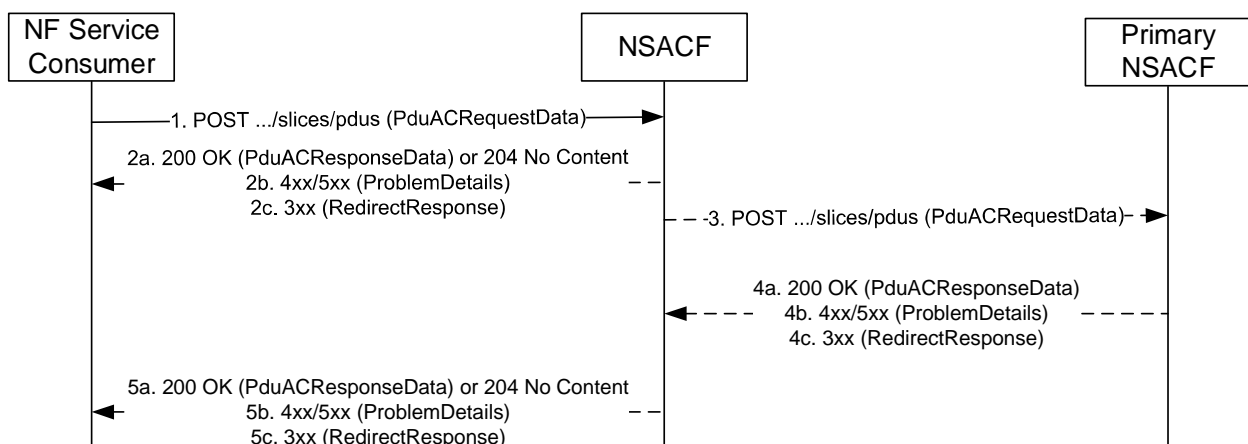 NF Service
Consumer
NSACF
Primary
NSACF
1. POST .../slices/pdus (PduACRequestData)
2a. 200 OK (PduACResponseData) or 204 No Content
2b. 4xx/5xx (ProblemDetails)
2c. 3xx (RedirectResponse)
3. POST .../slices/pdus (PduACRequestData)
4a. 200 OK (PduACResponseData)
4b. 4xx/5xx (ProblemDetails)
4c. 3xx (RedirectResponse)
5a. 200 OK (PduACResponseData) or 204 No Content
5b. 4xx/5xx (ProblemDetails)
5c. 3xx (RedirectResponse)